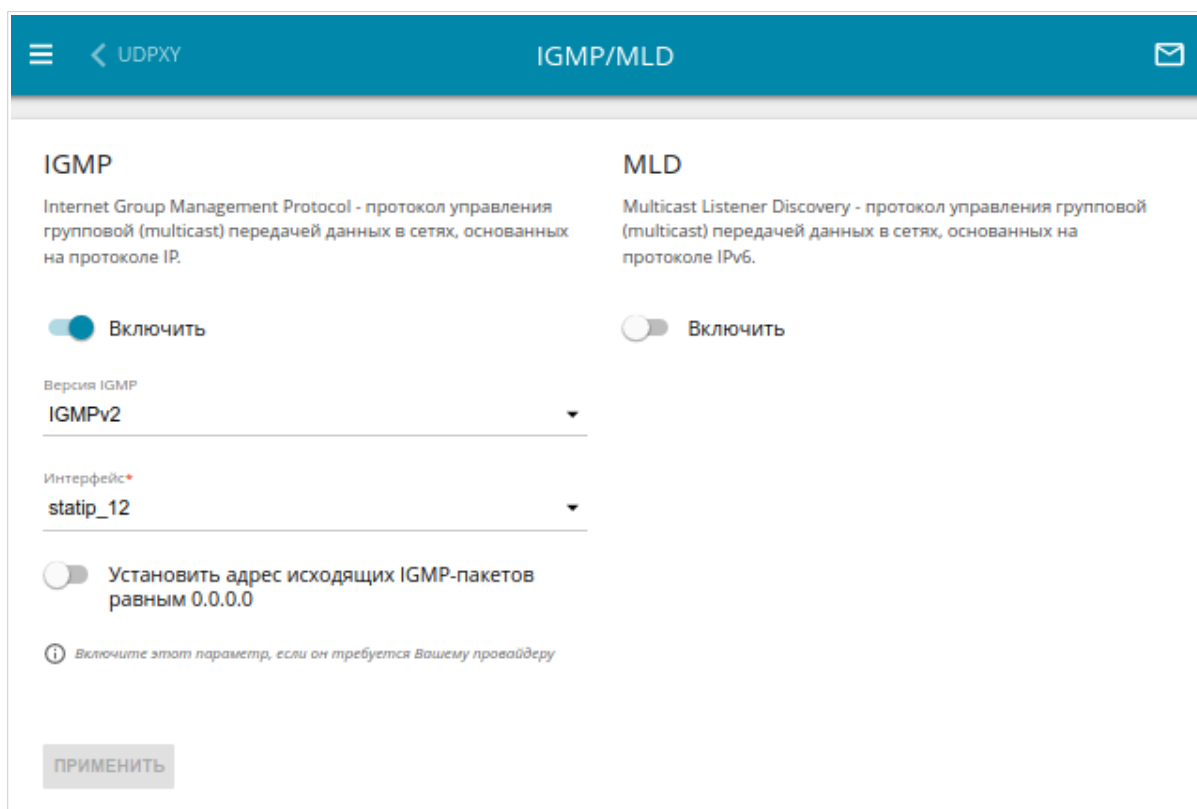 UDPXY
IGMP/MLD
IGMP
Internet Group Management Protocol - протокол управления
групповой (multicast) передачей данных в сетях, основанных
на протоколе IP.
Включить
Версия IGMP
IGMPv2
Интерфейс*
statip_12
Установить адрес исходящих IGMP-пакетов
равным 0.0.0.0
Включите этот параметр, если он требуется Вашему провайдеру
ПРИМЕНИТЬ
MLD
Multicast Listener Discovery - протокол управления групповой
(multicast) передачей данных в сетях, основанных на
протоколе IPv6.
Включить